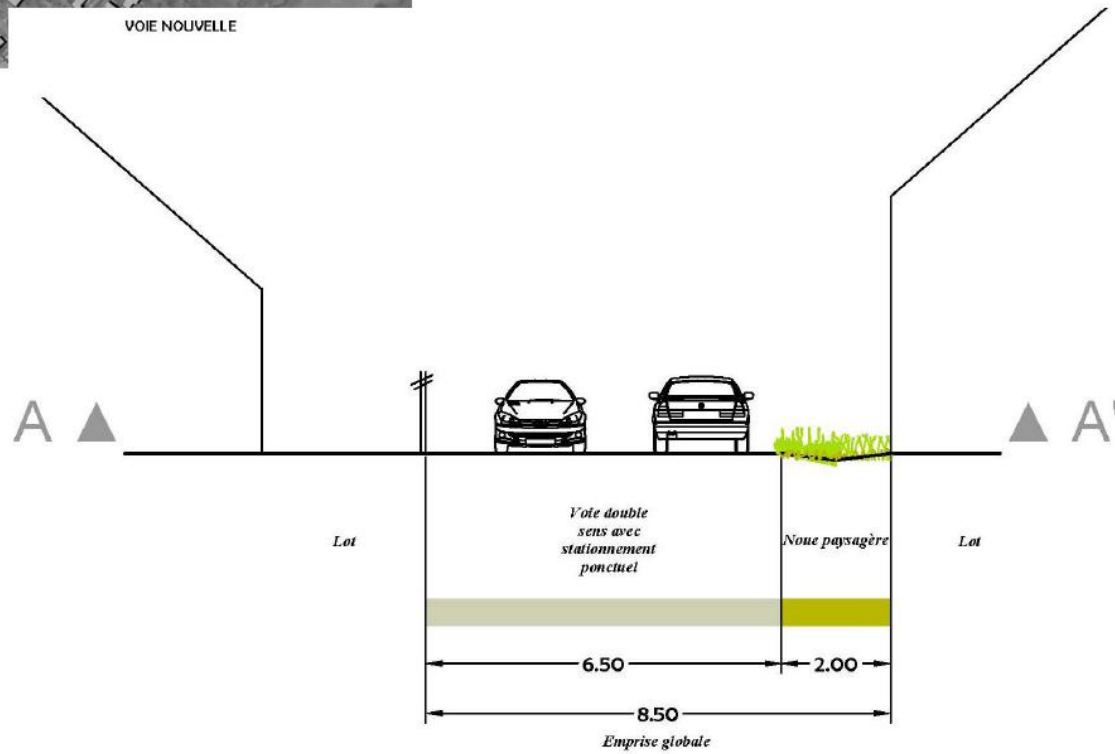 VOIE NOUVELLE
A
A'
Lot
Voie double
sens avec
stationnement
ponctuel
Noue paysagère
Lot
6.50
2.00
8.50
Emprise globale